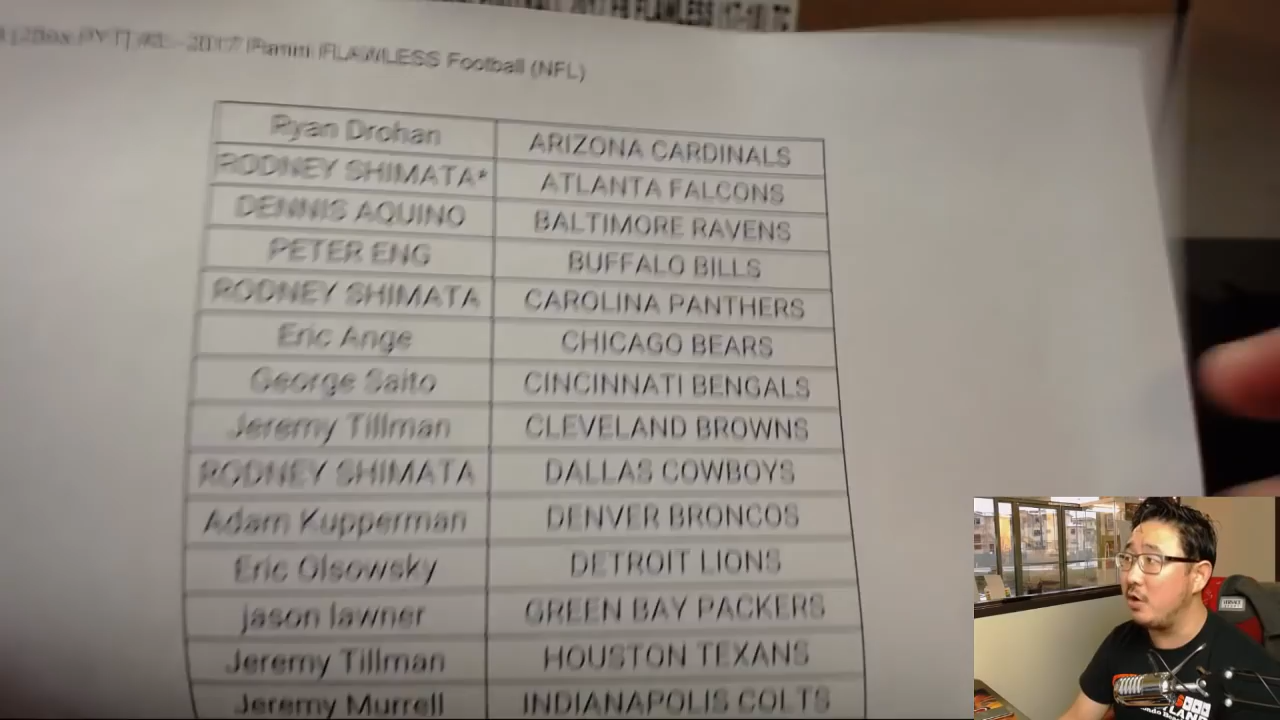 2017 Panini FLAWLESS Football (NFL)
Ryan Drohan ARIZONA CARDINALS
RODNEY SHIMATA* ATLANTA FALCONS
DENNIS AQUINO BALTIMORE RAVENS
PETER ENG BUFFALO BILLS
RODNEY SHIMATA CAROLINA PANTHERS
Eric Ange CHICAGO BEARS
George Saito CINCINNATI BENGALS
Jeremy Tillman CLEVELAND BROWNS
RODNEY SHIMATA DALLAS COWBOYS
Adam Kupperman DENVER BRONCOS
Eric Olsowsky DETROIT LIONS
jason lawner GREEN BAY PACKERS
Jeremy Tillman HOUSTON TEXANS
Jeremy Murrell INDIANAPOLIS COLTS